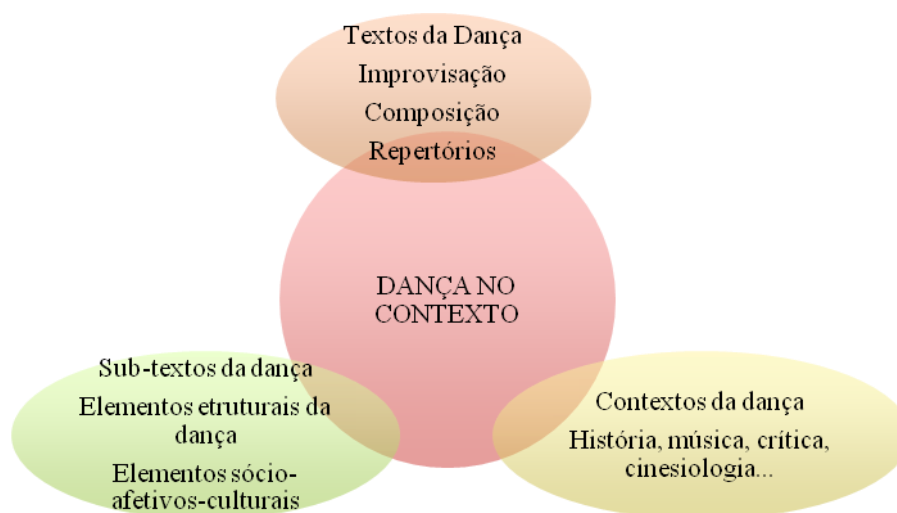 Textos da Dança
Improvisação
Composição
Repertórios
DANÇA NO
CONTEXTO
Sub-textos da dança
Elementos etruturais da
dança
Elementos sócio-
afetivos-culturais
Contextos da dança
História, música, crítica,
cinesiologia...